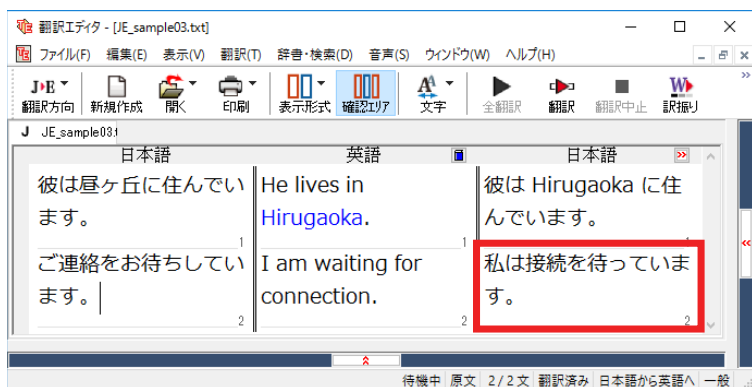 翻訳エディタ - [JE_sample03.txt]
ファイル(F) 編集(E) 表示(V) 翻訳(T) 辞書・検索(D) 音声(S) ウィンドウ(W) ヘルプ(H)
J▸E
翻訳方向 新規作成 開く 印刷 表示形式 確認エリア 文字 全翻訳 翻訳 翻訳中止 訳振り
J JE_sample03.t
日本語 英語 日本語
彼は昼ヶ丘に住んでい He lives in 彼は Hirugaoka に住
ます。 Hirugaoka. んでいます。
1 1 1
ご連絡をお待ちしてい I am waiting for 私は接続を待っていま
ます。 connection. す。
2 2 2
待機中 原文 2/2文 翻訳済み 日本語から英語へ 一般